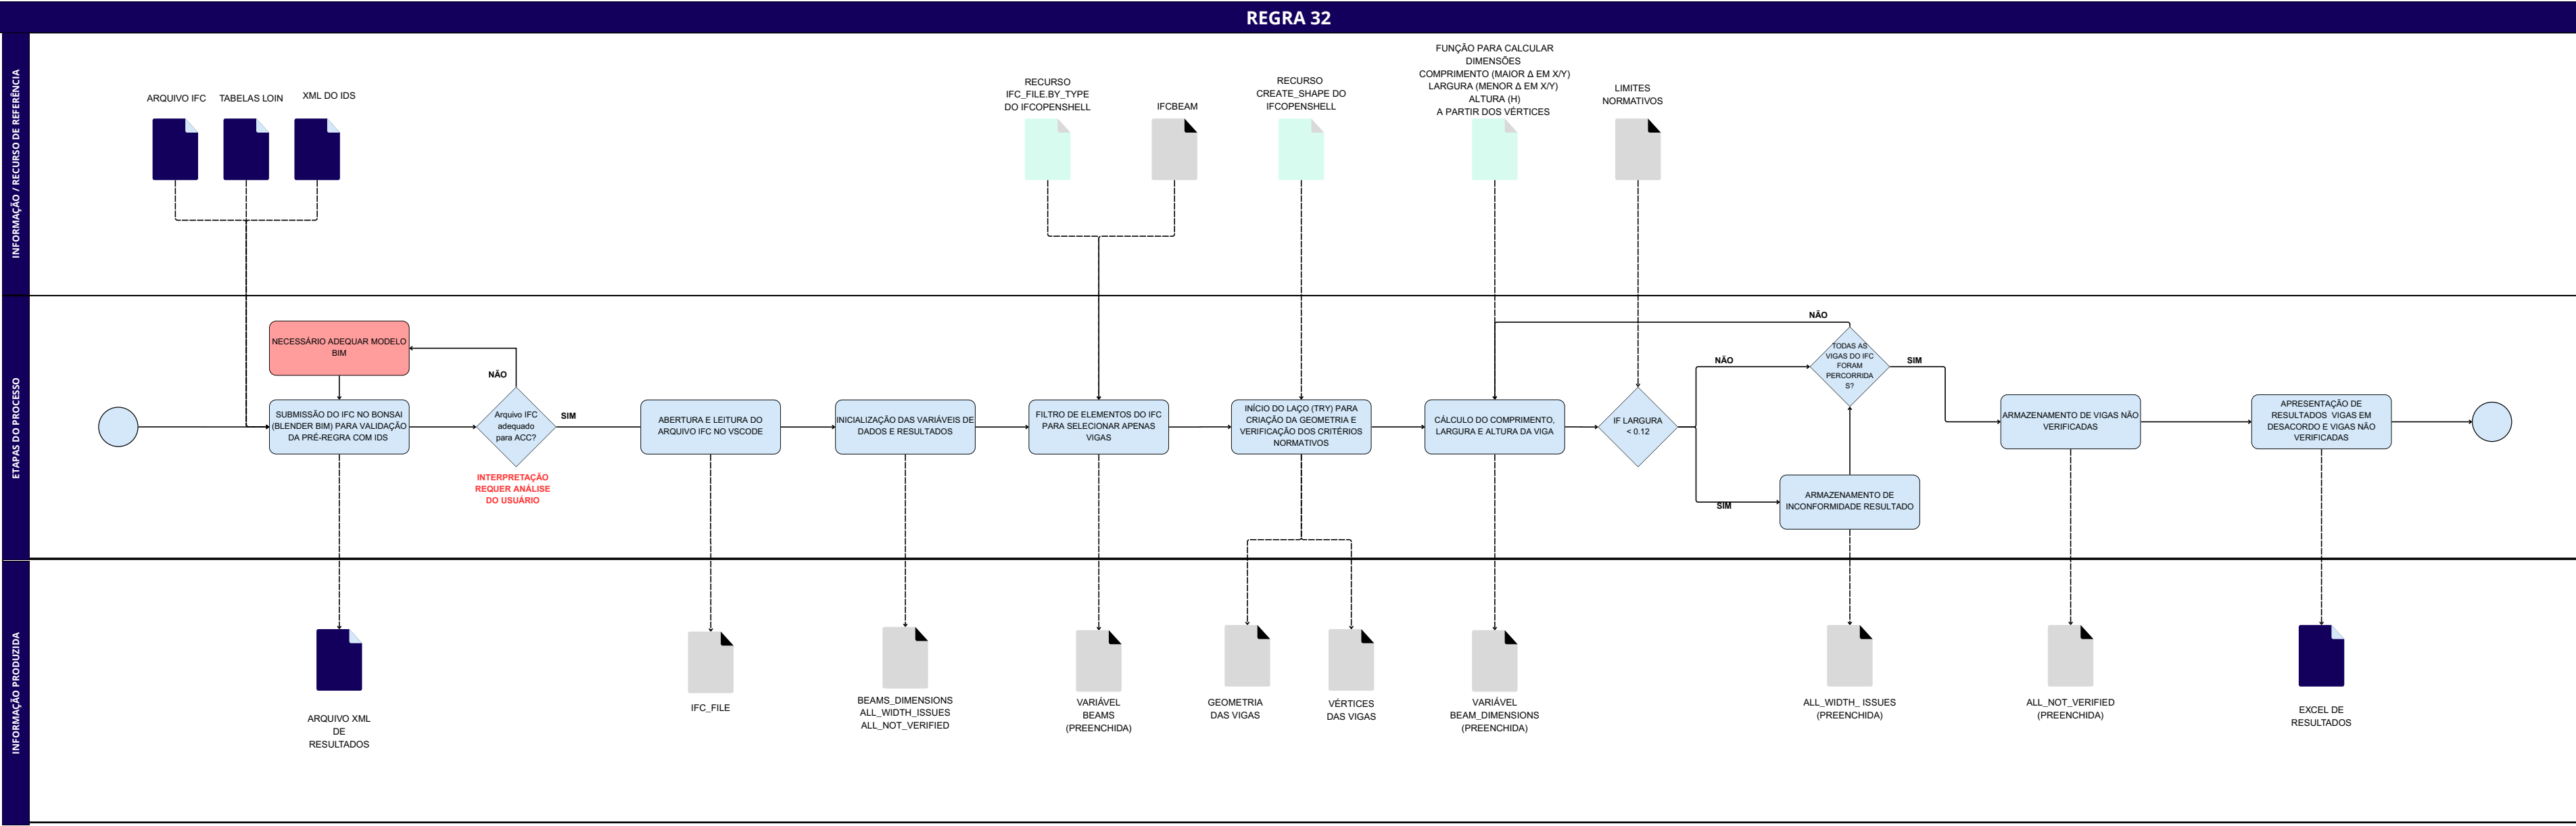 REGRA 32
INFORMAÇÃO / RECURSO DE REFERÊNCIA
ARQUIVO IFC
TABELAS LOIN
XML DO IDS
RECURSO
IFC_FILE.BY_TYPE
DO IFCOPENSHELL
IFCBEAM
RECURSO
CREATE_SHAPE DO
IFCOPENSHELL
FUNÇÃO PARA CALCULAR
DIMENSÕES
COMPRIMENTO (MAIOR Δ EM X/Y)
LARGURA (MENOR Δ EM X/Y)
ALTURA (H)
A PARTIR DOS VÉRTICES
LIMITES
NORMATIVOS
ETAPAS DO PROCESSO
NECESSÁRIO ADEQUAR MODELO
BIM
SUBMISSÃO DO IFC NO BONSAI
(BLENDER BIM) PARA VALIDAÇÃO
DA PRÉ-REGRA COM IDS
NÃO
Arquivo IFC
adequado
para ACC?
SIM
INTERPRETAÇÃO
REQUER ANÁLISE
DO USUÁRIO
ABERTURA E LEITURA DO
ARQUIVO IFC NO VSCODE
INICIALIZAÇÃO DAS VARIÁVEIS DE
DADOS E RESULTADOS
FILTRO DE ELEMENTOS DO IFC
PARA SELECIONAR APENAS
VIGAS
INÍCIO DO LAÇO (TRY) PARA
CRIAÇÃO DA GEOMETRIA E
VERIFICAÇÃO DOS CRITÉRIOS
NORMATIVOS
CÁLCULO DO COMPRIMENTO,
LARGURA E ALTURA DA VIGA
IF LARGURA
< 0.12
NÃO
SIM
NÃO
TODAS AS
VIGAS DO IFC
FORAM
PERCORRIDA
S?
SIM
ARMAZENAMENTO DE
INCONFORMIDADE RESULTADO
ARMAZENAMENTO DE VIGAS NÃO
VERIFICADAS
APRESENTAÇÃO DE
RESULTADOS VIGAS EM
DESACORDO E VIGAS NÃO
VERIFICADAS
INFORMAÇÃO PRODUZIDA
ARQUIVO XML
DE
RESULTADOS
IFC_FILE
BEAMS_DIMENSIONS
ALL_WIDTH_ISSUES
ALL_NOT_VERIFIED
VARIÁVEL
BEAMS
(PREENCHIDA)
GEOMETRIA
DAS VIGAS
VÉRTICES
DAS VIGAS
VARIÁVEL
BEAM_DIMENSIONS
(PREENCHIDA)
ALL_WIDTH_ ISSUES
(PREENCHIDA)
ALL_NOT_VERIFIED
(PREENCHIDA)
EXCEL DE
RESULTADOS